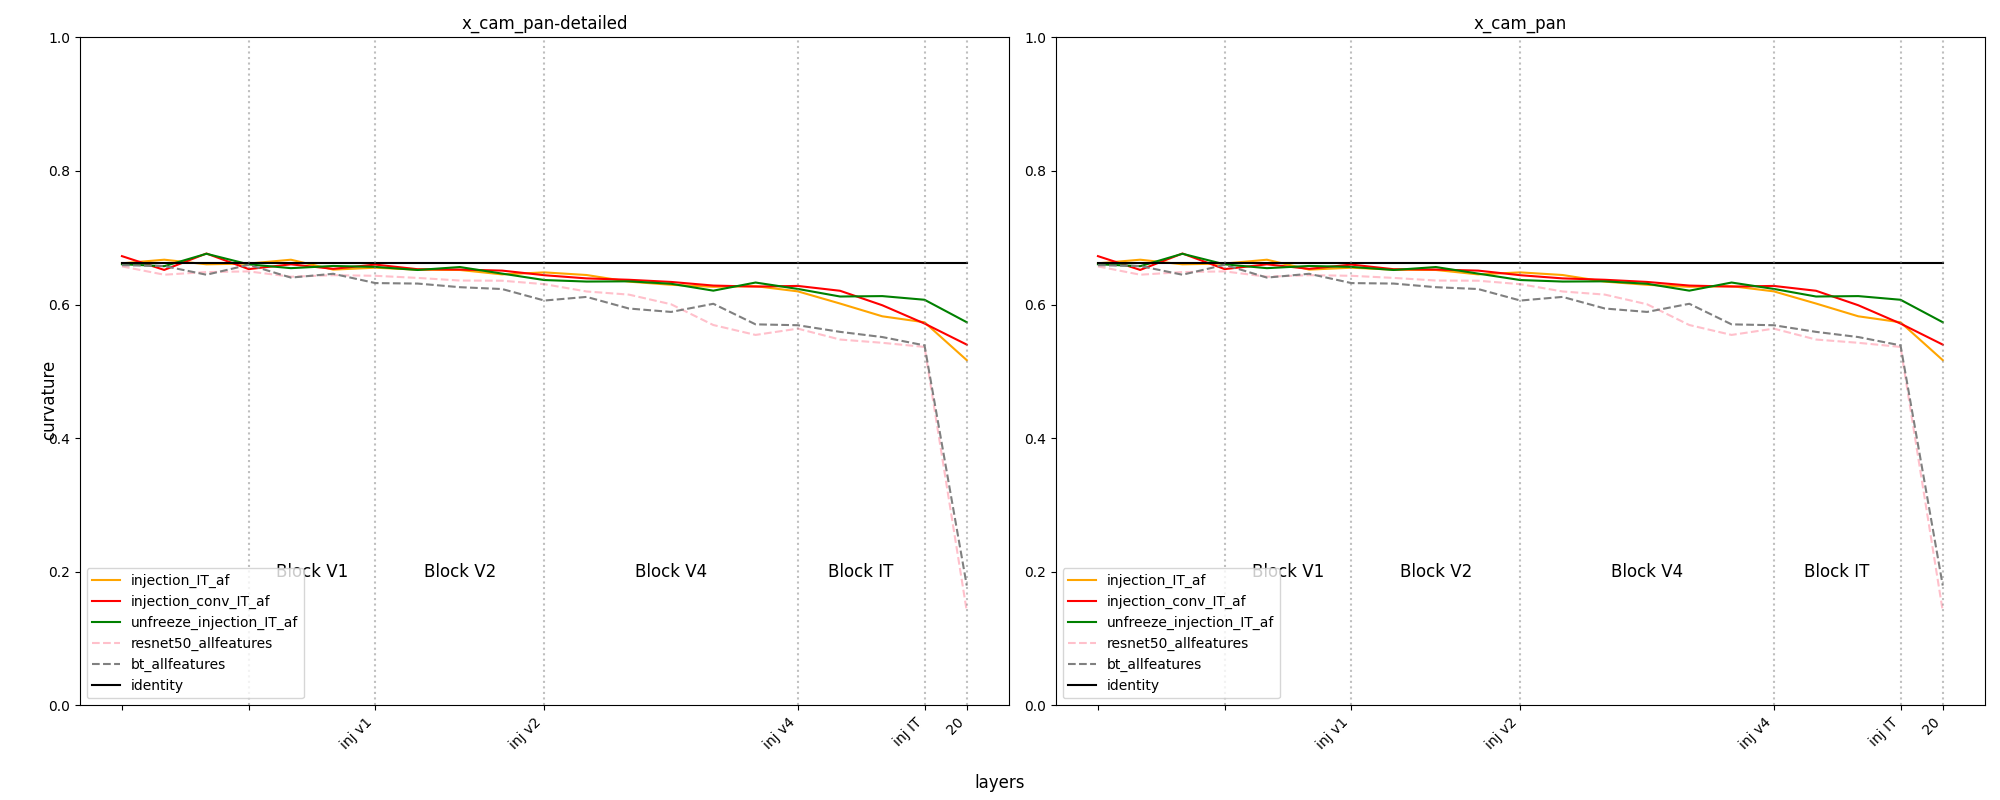 x_cam_pan-detailed
1.0
0.8
0.6
0.4
0.2
0.0
curvature
Block V1
Block V2
Block V4
Block IT
injection_IT_af
injection_conv_IT_af
unfreeze_injection_IT_af
resnet50_allfeatures
bt_allfeatures
identity
inj v1
inj v2
inj v4
inj IT
20
x_cam_pan
1.0
0.8
0.6
0.4
0.2
0.0
Block V1
Block V2
Block V4
Block IT
injection_IT_af
injection_conv_IT_af
unfreeze_injection_IT_af
resnet50_allfeatures
bt_allfeatures
identity
inj v1
inj v2
inj v4
inj IT
20
layers